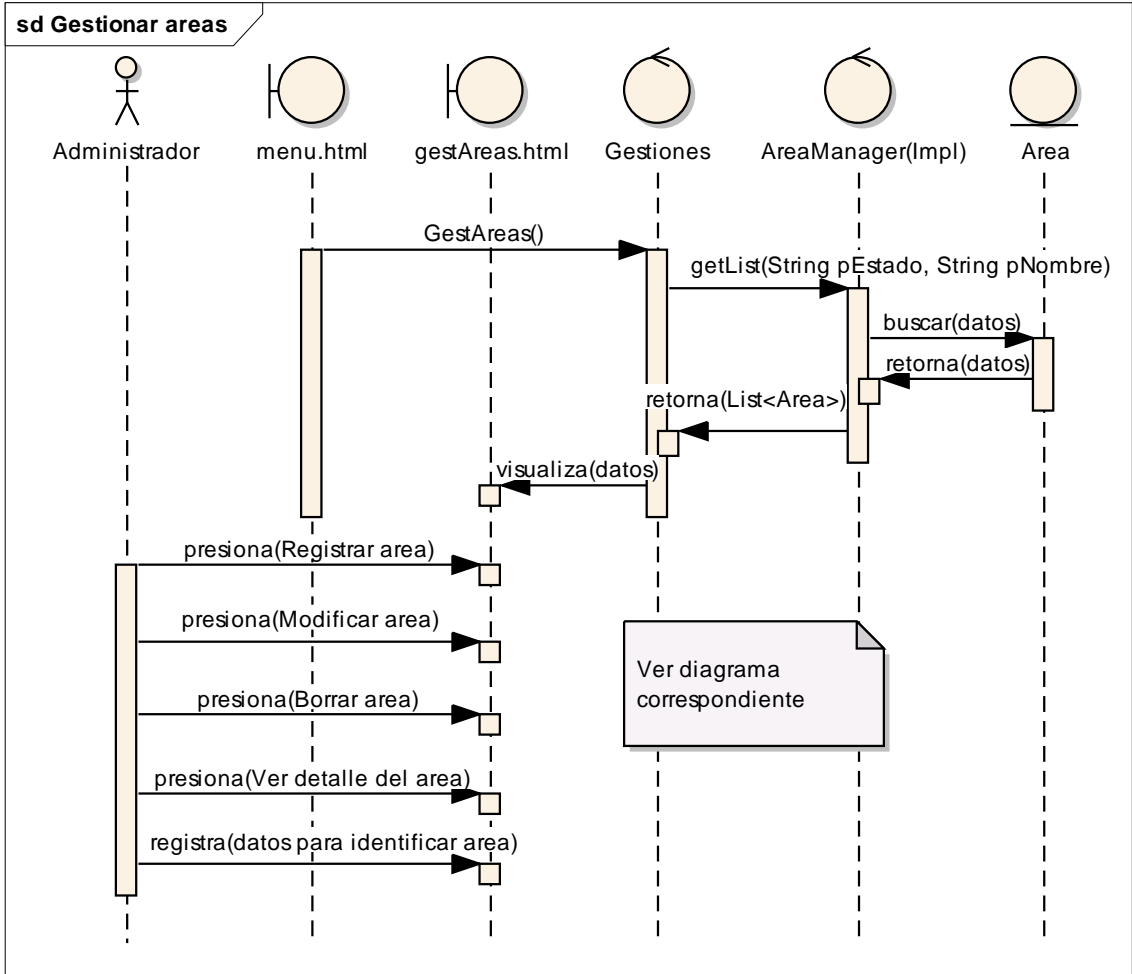 sd Gestionar areas
Administrador
menu.html
gestAreas.html
Gestiones
AreaManager(Impl)
Area
GestAreas()
getList(String pEstado, String pNombre)
buscar(datos)
retorna(datos)
retorna(List<Area>)
visualiza(datos)
presiona(Registrar area)
presiona(Modificar area)
Ver diagrama
correspondiente
presiona(Borrar area)
presiona(Ver detalle del area)
registra(datos para identificar area)